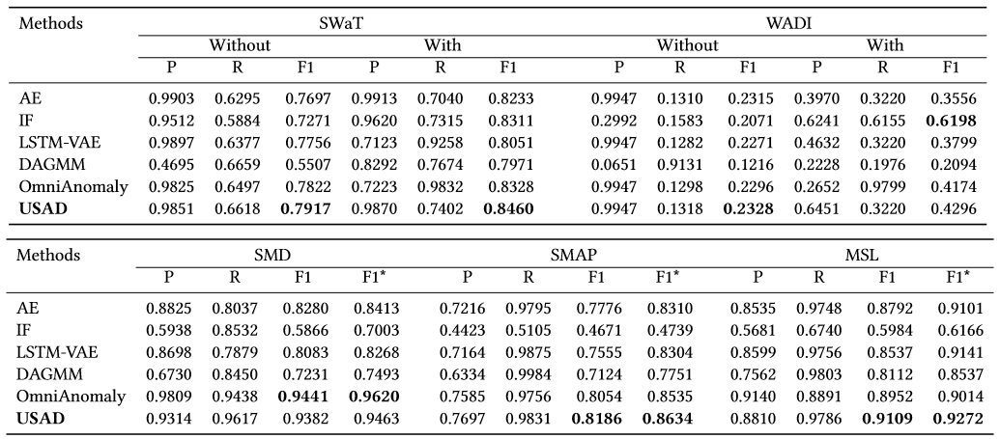 Methods SWaT WADI
Without With Without With
P R F1 P R F1 P R F1 P R F1
AE 0.9903 0.6295 0.7697 0.9913 0.7040 0.8233 0.9947 0.1310 0.2315 0.3970 0.3220 0.3556
IF 0.9512 0.5884 0.7271 0.9620 0.7315 0.8311 0.2992 0.1583 0.2071 0.6241 0.6155 0.6198
LSTM-VAE 0.9897 0.6377 0.7756 0.7123 0.9258 0.8051 0.9947 0.1282 0.2271 0.4632 0.3220 0.3799
DAGMM 0.4695 0.6659 0.5507 0.8292 0.7674 0.7971 0.0651 0.9131 0.1216 0.2228 0.1976 0.2094
OmniAnomaly 0.9825 0.6497 0.7822 0.7223 0.9832 0.8328 0.9947 0.1298 0.2296 0.2652 0.9799 0.4174
USAD 0.9851 0.6618 0.7917 0.9870 0.7402 0.8460 0.9947 0.1318 0.2328 0.6451 0.3220 0.4296
Methods SMD SMAP MSL
P R F1 F1* P R F1 F1* P R F1 F1*
AE 0.8825 0.8037 0.8280 0.8413 0.7216 0.9795 0.7776 0.8310 0.8535 0.9748 0.8792 0.9101
IF 0.5938 0.8532 0.5866 0.7003 0.4423 0.5105 0.4671 0.4739 0.5681 0.6740 0.5984 0.6166
LSTM-VAE 0.8698 0.7879 0.8083 0.8268 0.7164 0.9875 0.7555 0.8304 0.8599 0.9756 0.8537 0.9141
DAGMM 0.6730 0.8450 0.7231 0.7493 0.6334 0.9984 0.7124 0.7751 0.7562 0.9803 0.8112 0.8537
OmniAnomaly 0.9809 0.9438 0.9441 0.9620 0.7585 0.9756 0.8054 0.8535 0.9140 0.8891 0.8952 0.9014
USAD 0.9314 0.9617 0.9382 0.9463 0.7697 0.9831 0.8186 0.8634 0.8810 0.9786 0.9109 0.9272